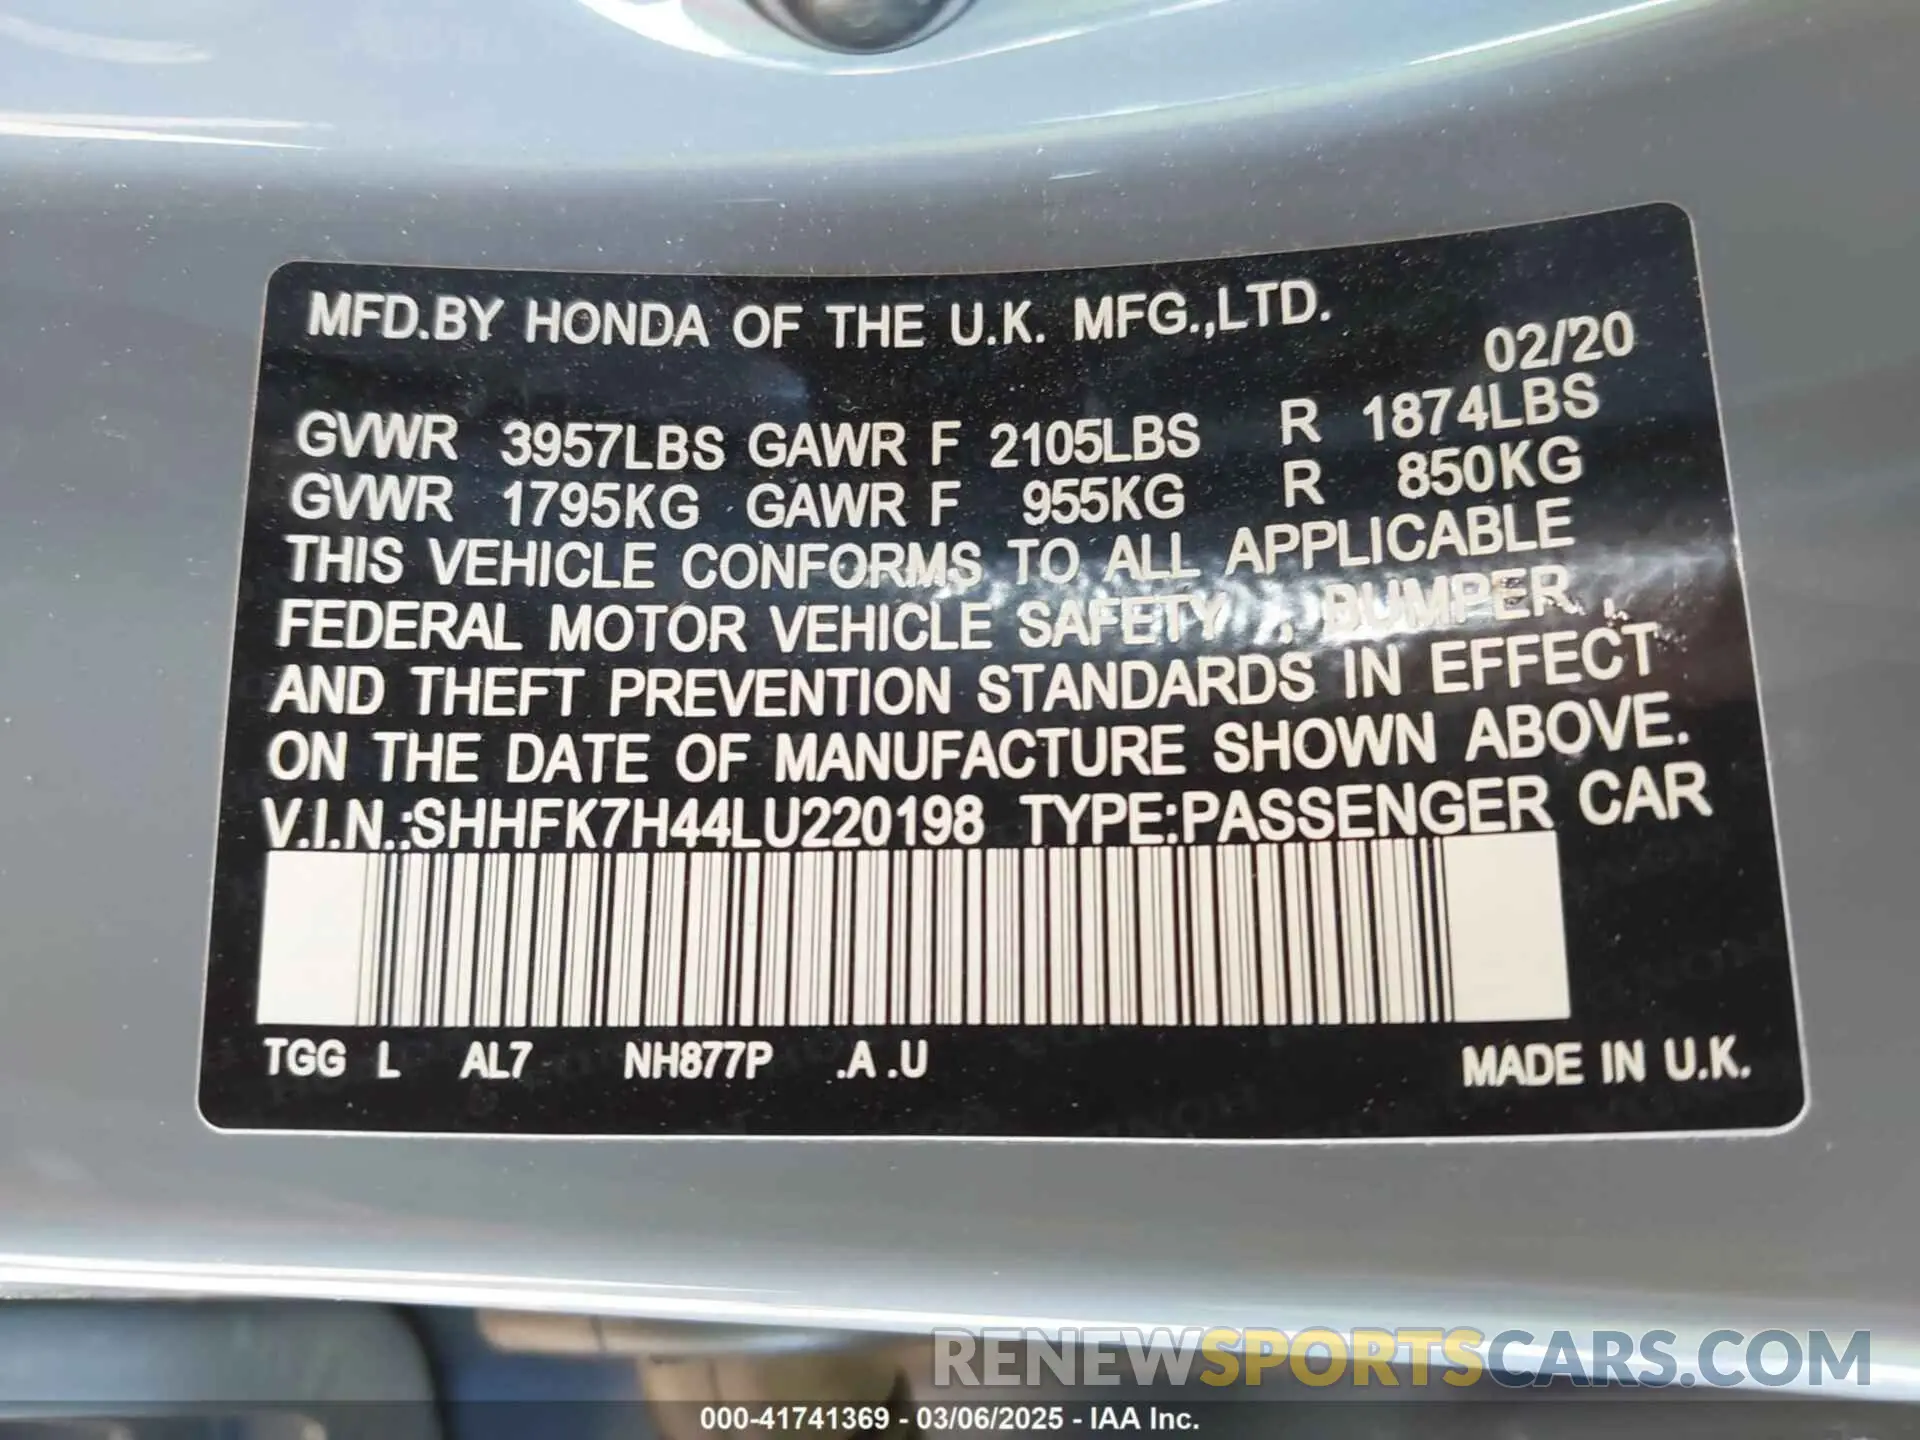 MFD.BY HONDA OF THE U.K. MFG.,LTD.
02/'20
GVWR 3957LBS GAWR F 2105LBS R 1874LBS
GVWR 1795KG GAWR F 955KG R 850KG
THIS VEHICLE CONFORMS TO ALL APPLICABLE
FEDERAL MOTOR VEHICLE SAFETY , BUMPER ,
AND THEFT PREVENTION STANDARDS IN EFFECT
ON THE DATE OF MANUFACTURE SHOWN ABOVE.
V.I.N.:SHHFK7H44LU220198 TYPE:PASSENGER CAR
TGG L AL7 NH877P .A .U MADE IN U.K.
RENEWSPORTSCARS.COM
000-41741369 - 03/06/2025 - IAA Inc.